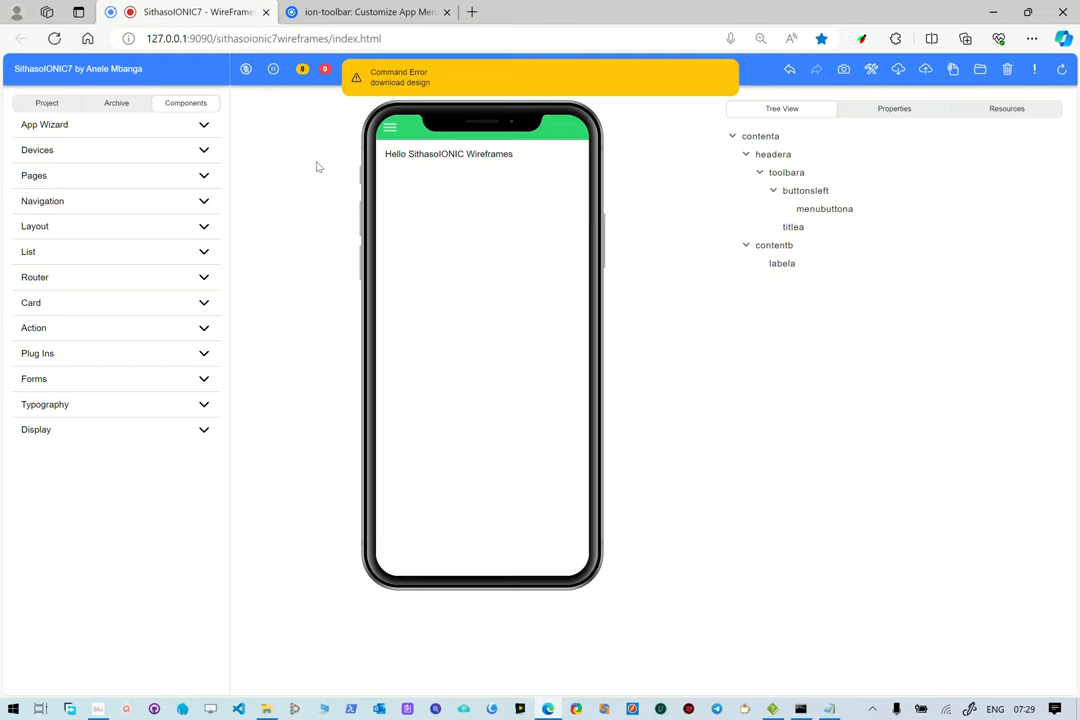 SithasoIONIC7 - WireFrames
ion-toolbar: Customize App Men
127.0.0.1:9090/sithasoionic7wireframes/index.html
SithasoIONIC7 by Anele Mbanga
8
0
Command Error
download design
Project
Archive
Components
App Wizard
Devices
Pages
Navigation
Layout
List
Router
Card
Action
Plug Ins
Forms
Typography
Display
Hello SithasoIONIC Wireframes
Tree View
Properties
Resources
contenta
headera
toolbara
buttonsleft
menubuttona
titlea
contentb
labela
ENG
07:29